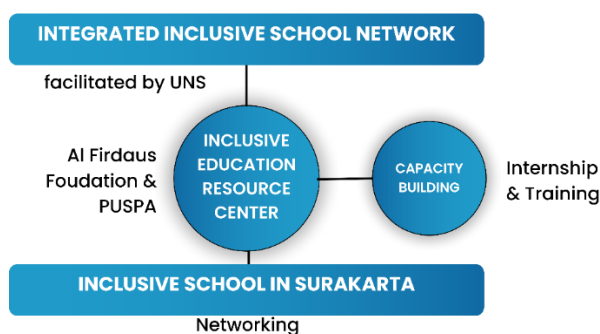 INTEGRATED INCLUSIVE SCHOOL NETWORK
facilitated by UNS
Al Firdaus
Foudation &
PUSPA
INCLUSIVE
EDUCATION
RESOURCE
CENTER
CAPACITY
BUILDING
Internship
& Training
INCLUSIVE SCHOOL IN SURAKARTA
Networking